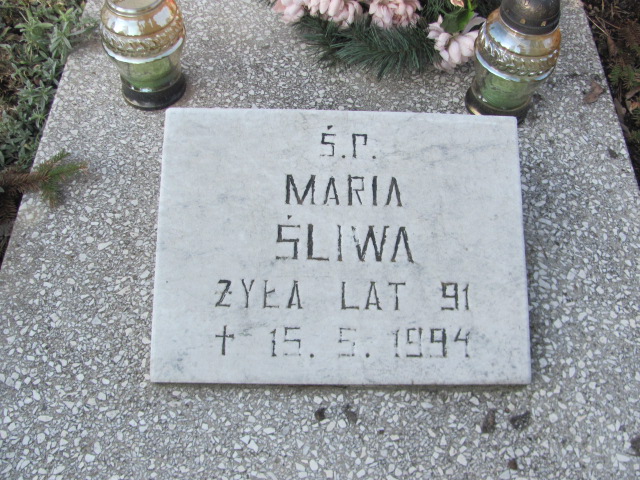 Ś.P.
MARIA
ŚLIWA
ŻYŁA LAT 91
† 15. 5. 1994